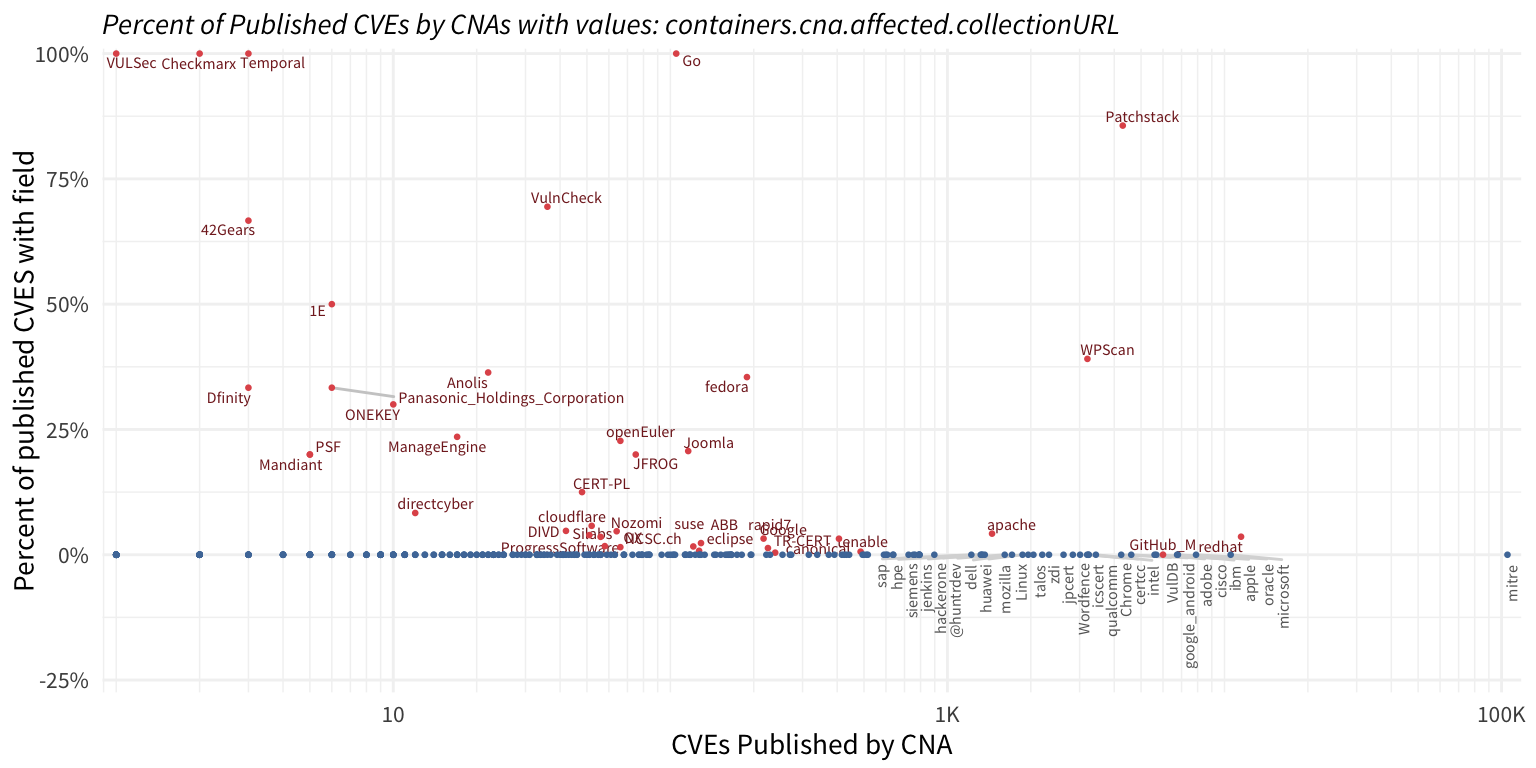 Percent of Published CVEs by CNAs with values: containers.cna.affected.collectionURL
Percent of published CVES with field
100%
75%
50%
25%
0%
-25%
VULSec
Checkmarx
Temporal
Go
Patchstack
VulnCheck
42Gears
1E
WPScan
Anolis
fedora
Dfinity
Panasonic_Holdings_Corporation
ONEKEY
openEuler
Joomla
ManageEngine
PSF
Mandiant
JFROG
CERT-PL
directcyber
cloudflare
Nozomi
suse
ABB
rapid7
Google
apache
DIVD
Silabs
OX
NCSC.ch
eclipse
TR-CERT
tenable
GitHub_M
redhat
ProgressSoftware
canonical
sap
hpe
siemens
jenkins
hackerone
@huntrdev
dell
huawei
mozilla
Linux
talos
zdi
jpcert
Wordfence
icscert
qualcomm
Chrome
certcc
intel
VulDB
google_android
adobe
cisco
ibm
apple
oracle
microsoft
mitre
10
1K
100K
CVEs Published by CNA